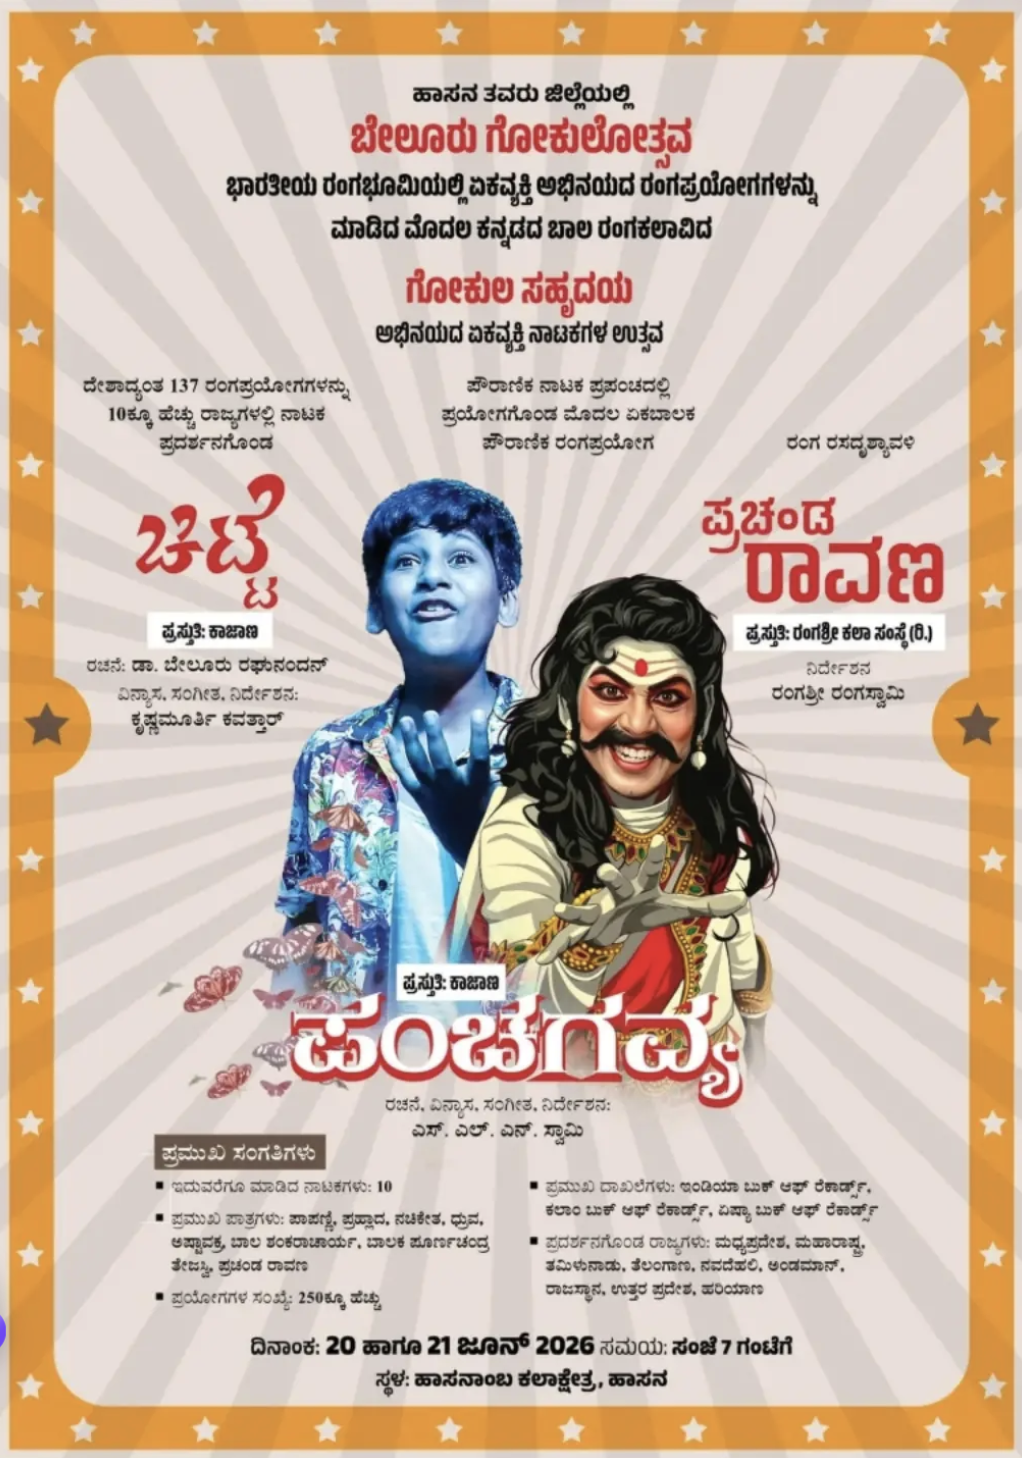 ಹಾಸನ ತವರು ಜಿಲ್ಲೆಯಲ್ಲಿ
ಬೇಲೂರು ಗೋಕುಲೋತ್ಸವ
ಭಾರತೀಯ ರಂಗಭೂಮಿಯಲ್ಲಿ ಏಕವ್ಯಕ್ತಿ ಅಭಿನಯದ ರಂಗಪ್ರಯೋಗಗಳನ್ನು
ಮಾಡಿದ ಮೊದಲ ಕನ್ನಡದ ಬಾಲ ರಂಗಕಲಾವಿದ
ಗೋಕುಲ ಸಹೃದಯ
ಅಭಿನಯದ ಏಕವ್ಯಕ್ತಿ ನಾಟಕಗಳ ಉತ್ಸವ
ದೇಶಾದ್ಯಂತ 137 ರಂಗಪ್ರಯೋಗಗಳನ್ನು
10ಕ್ಕೂ ಹೆಚ್ಚು ರಾಜ್ಯಗಳಲ್ಲಿ ನಾಟಕ
ಪ್ರದರ್ಶನಗೊಂಡ
ಚಿಟ್ಟೆ
ಪ್ರಸ್ತುತಿ: ಕಾಜಾಣ
ರಚನೆ: ಡಾ. ಬೇಲೂರು ರಘುನಂದನ್
ವಿನ್ಯಾಸ, ಸಂಗೀತ, ನಿರ್ದೇಶನ:
ಕೃಷ್ಣಮೂರ್ತಿ ಕವತ್ತಾರ್
ಪೌರಾಣಿಕ ನಾಟಕ ಪ್ರಪಂಚದಲ್ಲಿ
ಪ್ರಯೋಗಗೊಂಡ ಮೊದಲ ಏಕಬಾಲಕ
ಪೌರಾಣಿಕ ರಂಗಪ್ರಯೋಗ
ರಂಗ ರಸದೃಶ್ಯಾವಳಿ
ಪ್ರಚಂಡ
ರಾವಣ
ಪ್ರಸ್ತುತಿ: ರಂಗಶ್ರೀ ಕಲಾ ಸಂಸ್ಥೆ (ರಿ.)
ನಿರ್ದೇಶನ
ರಂಗಶ್ರೀ ರಂಗಸ್ವಾಮಿ
ಪ್ರಸ್ತುತಿ: ಕಾಜಾಣ
ಪಂಚಗವ್ಯ
ರಚನೆ, ವಿನ್ಯಾಸ, ಸಂಗೀತ, ನಿರ್ದೇಶನ:
ಎಸ್. ಎಲ್. ಎನ್. ಸ್ವಾಮಿ
ಪ್ರಮುಖ ಸಂಗತಿಗಳು
▪ ಇದುವರೆಗೂ ಮಾಡಿದ ನಾಟಕಗಳು: 10
▪ ಪ್ರಮುಖ ಪಾತ್ರಗಳು: ಪಾಪಣ್ಣಿ, ಪ್ರಹ್ಲಾದ, ನಚಿಕೇತ, ಧ್ರುವ,
ಅಷ್ಟಾವಕ್ರ, ಬಾಲ ಶಂಕರಾಚಾರ್ಯ, ಬಾಲಕ ಪೂರ್ಣಚಂದ್ರ
ತೇಜಸ್ವಿ, ಪ್ರಚಂಡ ರಾವಣ
▪ ಪ್ರಯೋಗಗಳ ಸಂಖ್ಯೆ: 250ಕ್ಕೂ ಹೆಚ್ಚು
▪ ಪ್ರಮುಖ ದಾಖಲೆಗಳು: ಇಂಡಿಯಾ ಬುಕ್ ಆಫ್ ರೆಕಾರ್ಡ್ಸ್,
ಕಲಾಂ ಬುಕ್ ಆಫ್ ರೆಕಾರ್ಡ್ಸ್, ಏಷ್ಯಾ ಬುಕ್ ಆಫ್ ರೆಕಾರ್ಡ್ಸ್
▪ ಪ್ರದರ್ಶನಗೊಂಡ ರಾಜ್ಯಗಳು: ಮಧ್ಯಪ್ರದೇಶ, ಮಹಾರಾಷ್ಟ್ರ,
ತಮಿಳುನಾಡು, ತೆಲಂಗಾಣ, ನವದೆಹಲಿ, ಅಂಡಮಾನ್,
ರಾಜಸ್ಥಾನ, ಉತ್ತರ ಪ್ರದೇಶ, ಹರಿಯಾಣ
ದಿನಾಂಕ: 20 ಹಾಗೂ 21 ಜೂನ್ 2026 ಸಮಯ: ಸಂಜೆ 7 ಗಂಟೆಗೆ
ಸ್ಥಳ: ಹಾಸನಾಂಬ ಕಲಾಕ್ಷೇತ್ರ, ಹಾಸನ